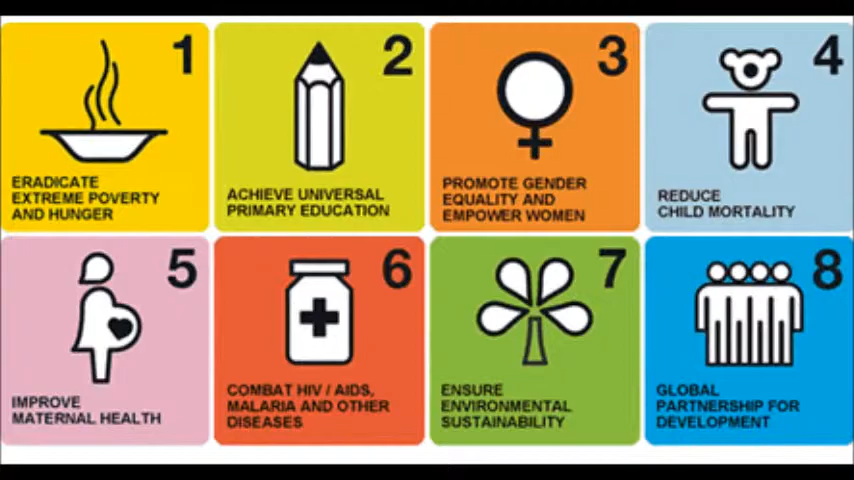 1
ERADICATE
EXTREME POVERTY
AND HUNGER
2
ACHIEVE UNIVERSAL
PRIMARY EDUCATION
3
PROMOTE GENDER
EQUALITY AND
EMPOWER WOMEN
4
REDUCE
CHILD MORTALITY
5
IMPROVE
MATERNAL HEALTH
6
COMBAT HIV / AIDS,
MALARIA AND OTHER
DISEASES
7
ENSURE
ENVIRONMENTAL
SUSTAINABILITY
8
GLOBAL
PARTNERSHIP FOR
DEVELOPMENT